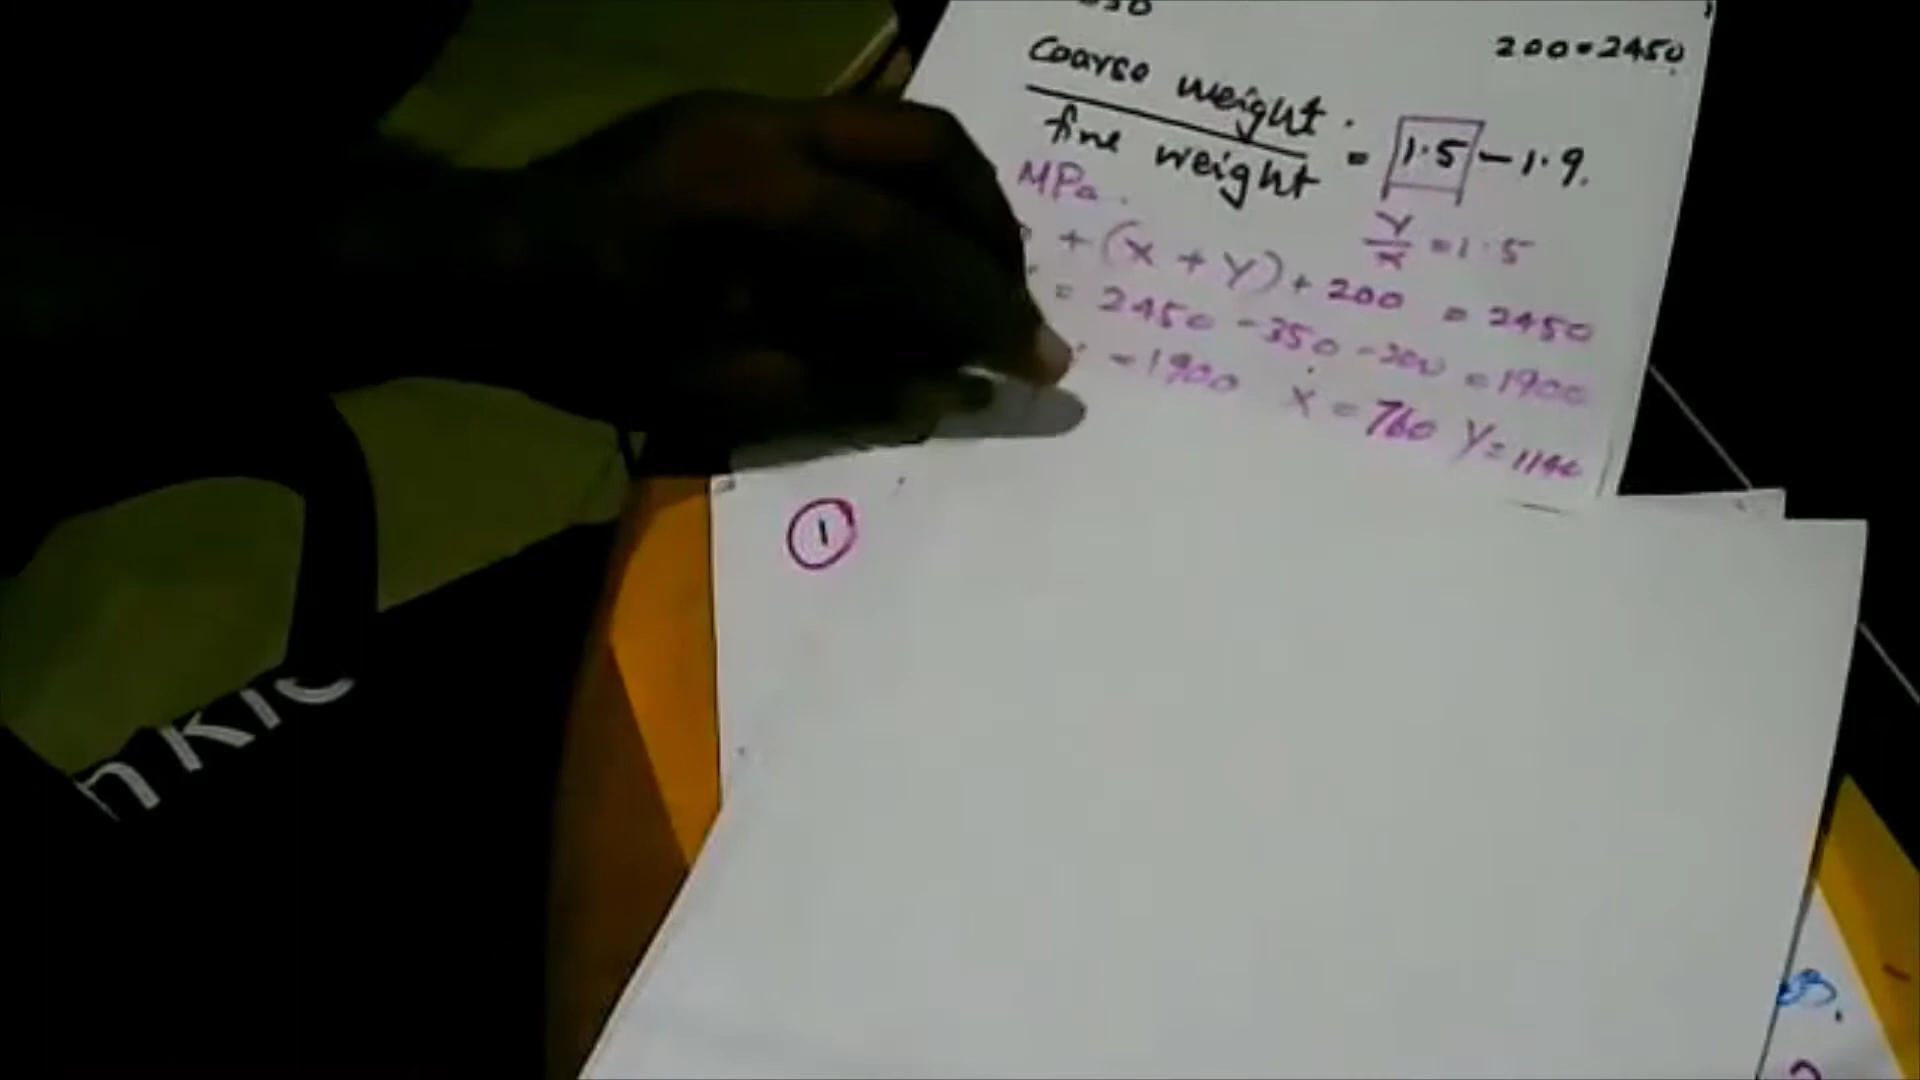 200 = 2450
coarse weight
fine weight
= 1.5 - 1.9.
MPa.
Y
x
= 1.5
+ (x + Y) + 200 = 2450
= 2450 - 350 - 200 = 1900
= 1900 x = 760 Y = 1140
1